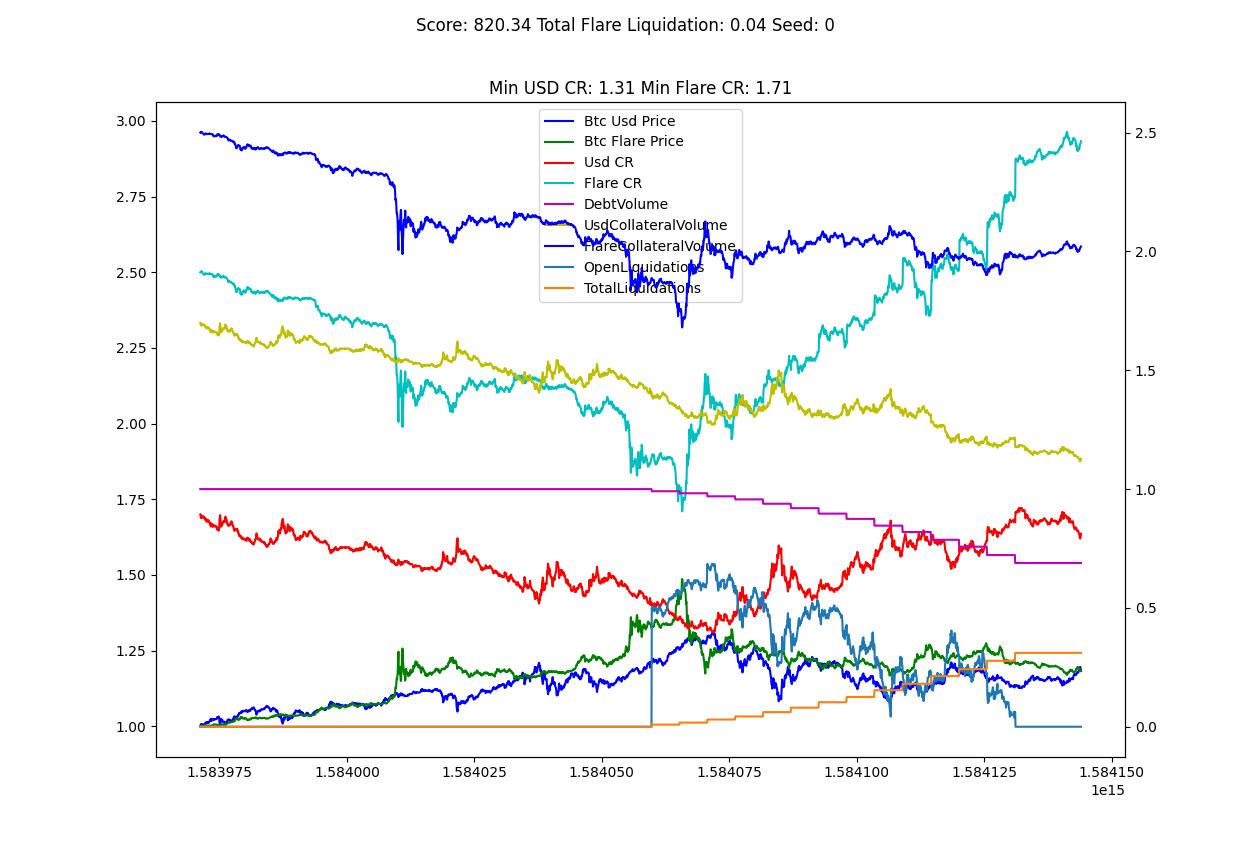 Score: 820.34 Total Flare Liquidation: 0.04 Seed: 0
Min USD CR: 1.31 Min Flare CR: 1.71
Btc Usd Price
Btc Flare Price
Usd CR
Flare CR
DebtVolume
UsdCollateralVolume
FlareCollateralVolume
OpenLiquidations
TotalLiquidations
3.00
2.75
2.50
2.25
2.00
1.75
1.50
1.25
1.00
2.5
2.0
1.5
1.0
0.5
0.0
1.583975 1.584000 1.584025 1.584050 1.584075 1.584100 1.584125 1.584150
1e15